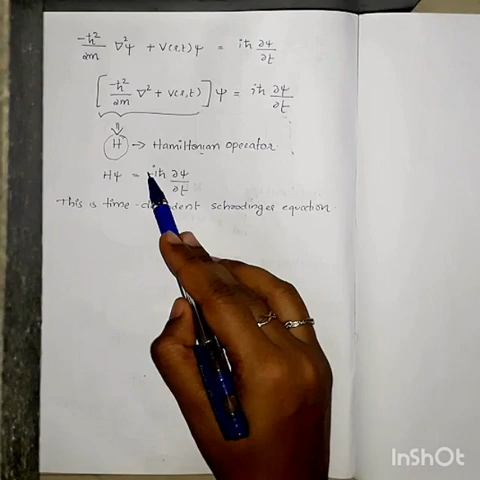 -ħ²/2m ∇²ψ + V(r,t)ψ = iħ ∂ψ/∂t
[-ħ²/2m ∇² + V(r,t)]ψ = iħ ∂ψ/∂t
⇓
H → Hamiltonian operator.
Hψ = iħ ∂ψ/∂t
This is time-dependent schrodinger equation.
InShOt